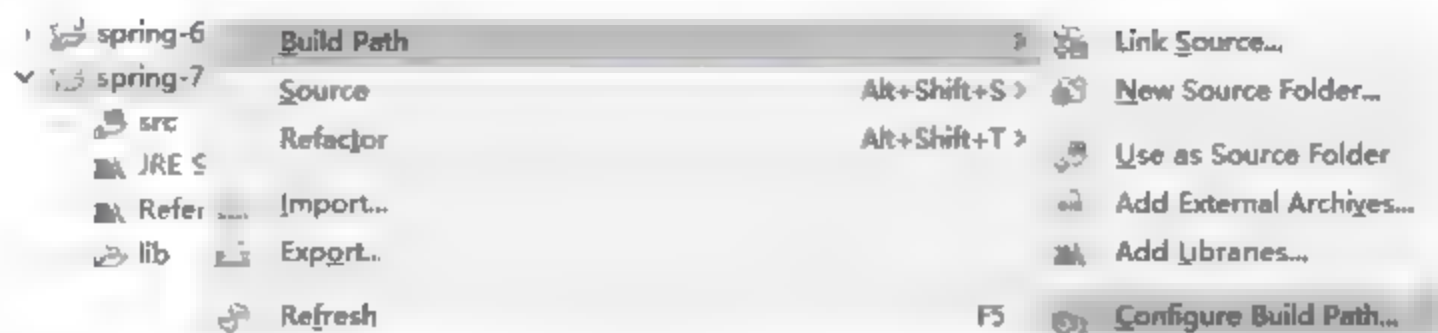 spring-6
spring-7
src
JRE S
Refer
lib
Build Path
Source Alt+Shift+S
Refactor Alt+Shift+T
Import...
Export...
Refresh F5
Link Source...
New Source Folder...
Use as Source Folder
Add External Archives...
Add Libraries...
Configure Build Path...